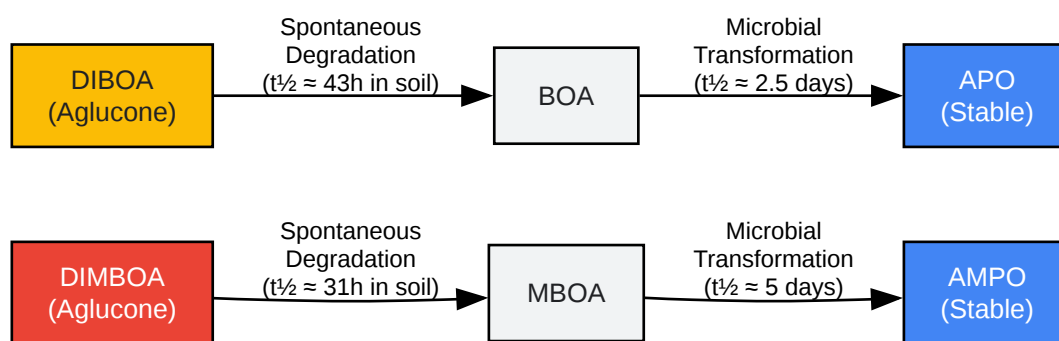 DIBOA
(Aglucone)
Spontaneous
Degradation
(t½ ≈ 43h in soil)
BOA
Microbial
Transformation
(t½ ≈ 2.5 days)
APO
(Stable)
DIMBOA
(Aglucone)
Spontaneous
Degradation
(t½ ≈ 31h in soil)
MBOA
Microbial
Transformation
(t½ ≈ 5 days)
AMPO
(Stable)